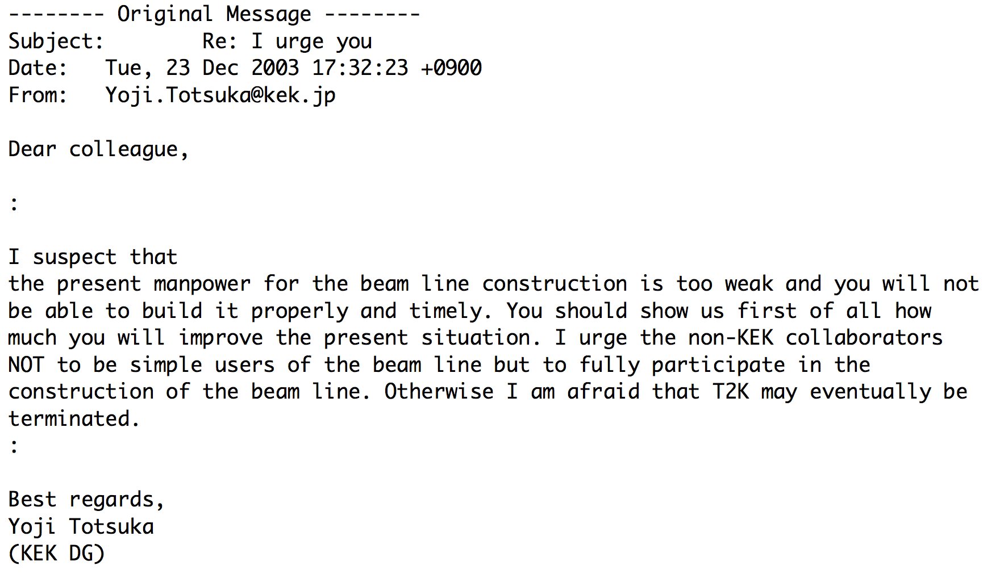 -------- Original Message --------
Subject: Re: I urge you
Date: Tue, 23 Dec 2003 17:32:23 +0900
From: Yoji.Totsuka@kek.jp
Dear colleague,
:
I suspect that
the present manpower for the beam line construction is too weak and you will not
be able to build it properly and timely. You should show us first of all how
much you will improve the present situation. I urge the non-KEK collaborators
NOT to be simple users of the beam line but to fully participate in the
construction of the beam line. Otherwise I am afraid that T2K may eventually be
terminated.
:
Best regards,
Yoji Totsuka
(KEK DG)